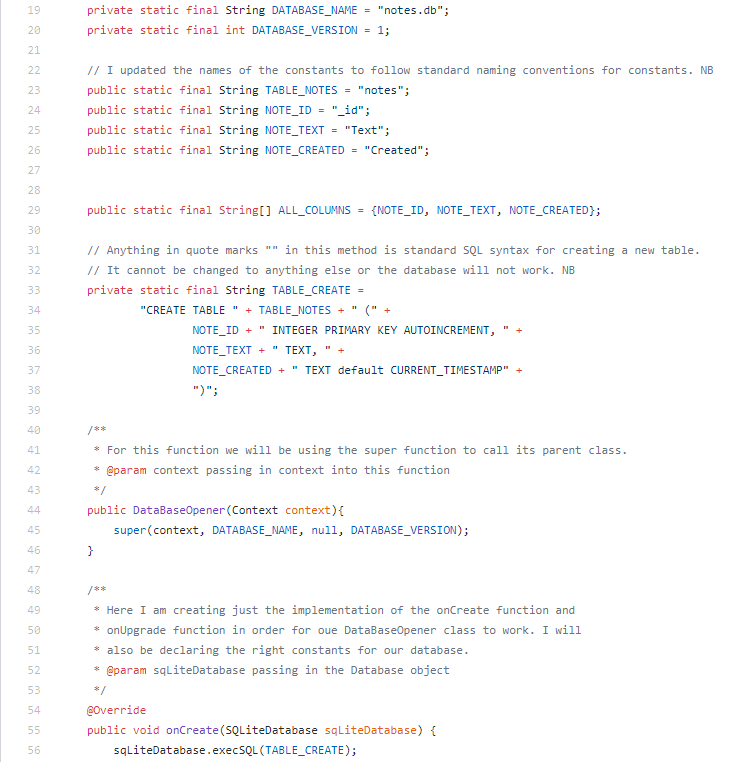 19 private static final String DATABASE_NAME = "notes.db";
20 private static final int DATABASE_VERSION = 1;
21
22 // I updated the names of the constants to follow standard naming conventions for constants. NB
23 public static final String TABLE_NOTES = "notes";
24 public static final String NOTE_ID = "_id";
25 public static final String NOTE_TEXT = "Text";
26 public static final String NOTE_CREATED = "Created";
27
28
29 public static final String[] ALL_COLUMNS = {NOTE_ID, NOTE_TEXT, NOTE_CREATED};
30
31 // Anything in quote marks "" in this method is standard SQL syntax for creating a new table.
32 // It cannot be changed to anything else or the database will not work. NB
33 private static final String TABLE_CREATE =
34 "CREATE TABLE " + TABLE_NOTES + " (" +
35 NOTE_ID + " INTEGER PRIMARY KEY AUTOINCREMENT, " +
36 NOTE_TEXT + " TEXT, " +
37 NOTE_CREATED + " TEXT default CURRENT_TIMESTAMP" +
38 ")";
39
40 /**
41 * For this function we will be using the super function to call its parent class.
42 * @param context passing in context into this function
43 */
44 public DataBaseOpener(Context context){
45 super(context, DATABASE_NAME, null, DATABASE_VERSION);
46 }
47
48 /**
49 * Here I am creating just the implementation of the onCreate function and
50 * onUpgrade function in order for oue DataBaseOpener class to work. I will
51 * also be declaring the right constants for our database.
52 * @param sqLiteDatabase passing in the Database object
53 */
54 @Override
55 public void onCreate(SQLiteDatabase sqLiteDatabase) {
56 sqLiteDatabase.execSQL(TABLE_CREATE);